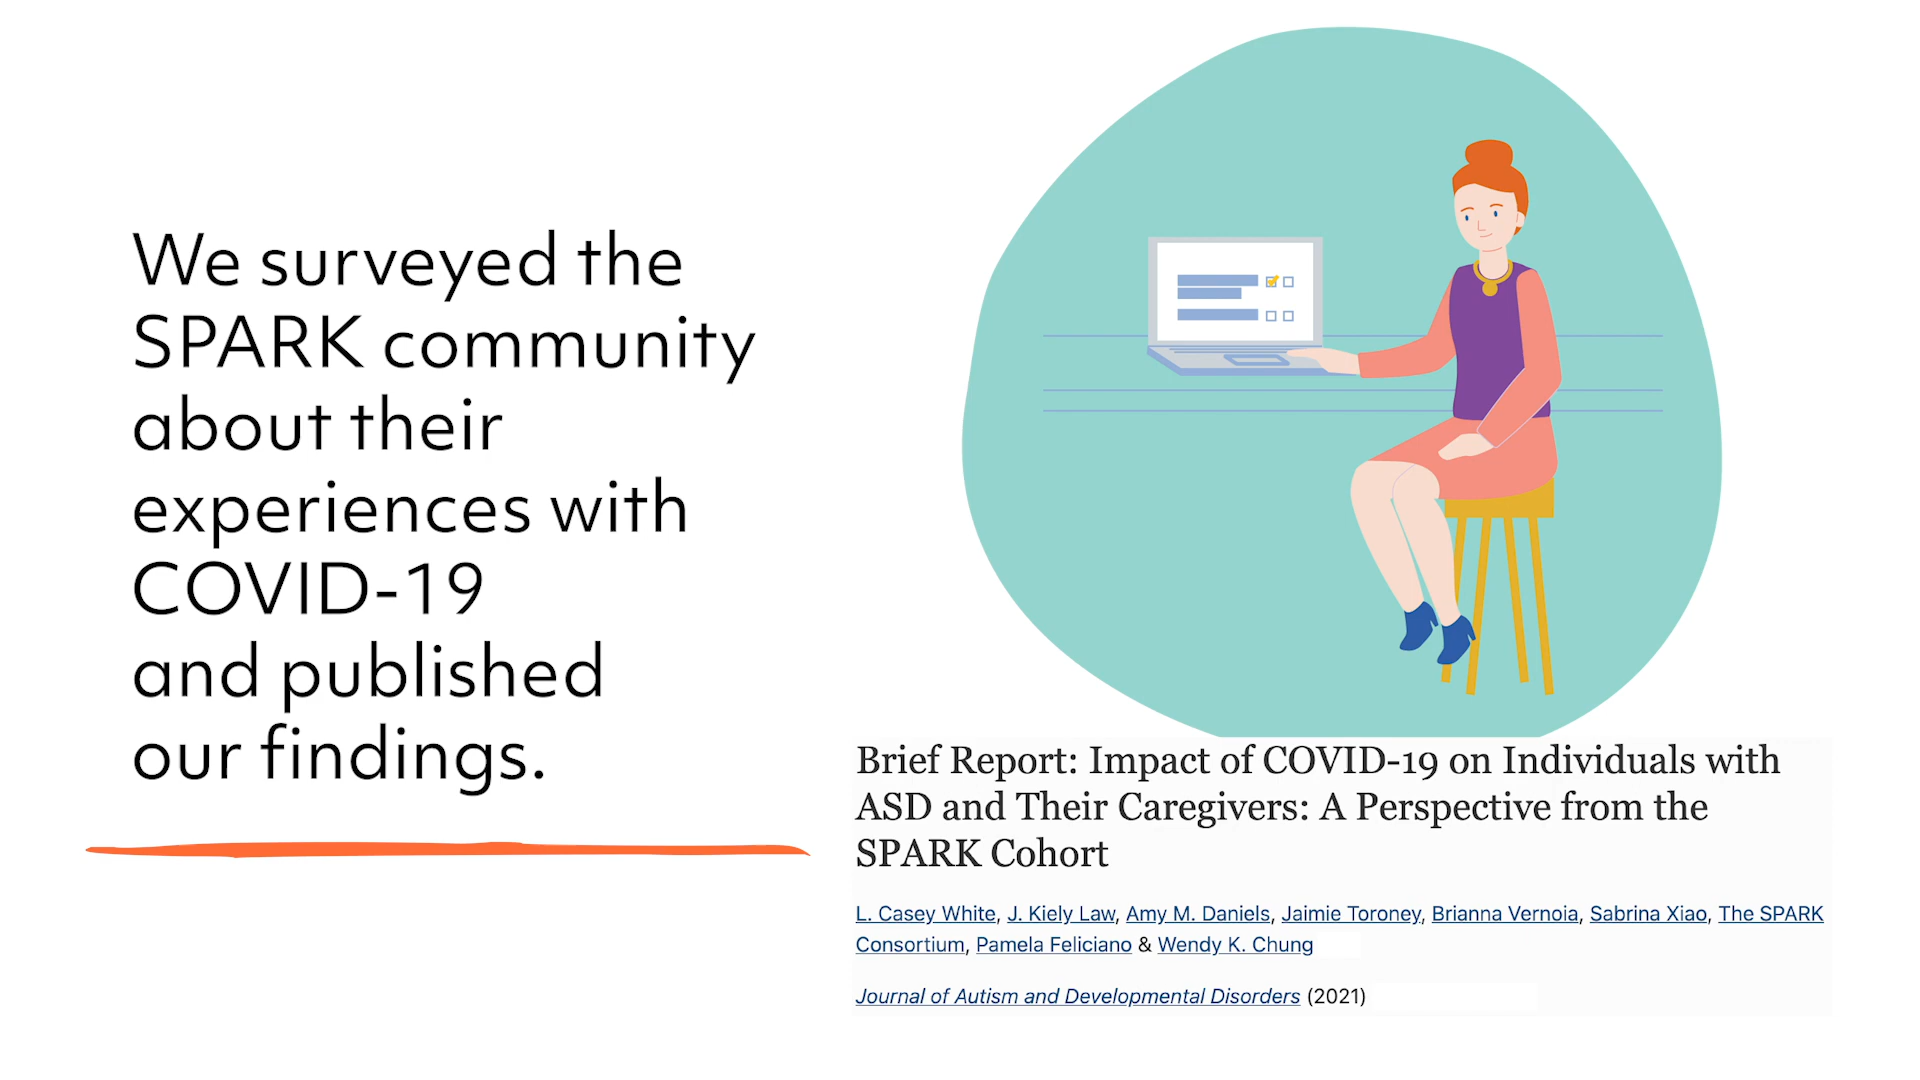 We surveyed the
SPARK community
about their
experiences with
COVID-19
and published
our findings.
Brief Report: Impact of COVID-19 on Individuals with
ASD and Their Caregivers: A Perspective from the
SPARK Cohort
L. Casey White, J. Kiely Law, Amy M. Daniels, Jaimie Toroney, Brianna Vernoia, Sabrina Xiao, The SPARK
Consortium, Pamela Feliciano & Wendy K. Chung
Journal of Autism and Developmental Disorders (2021)